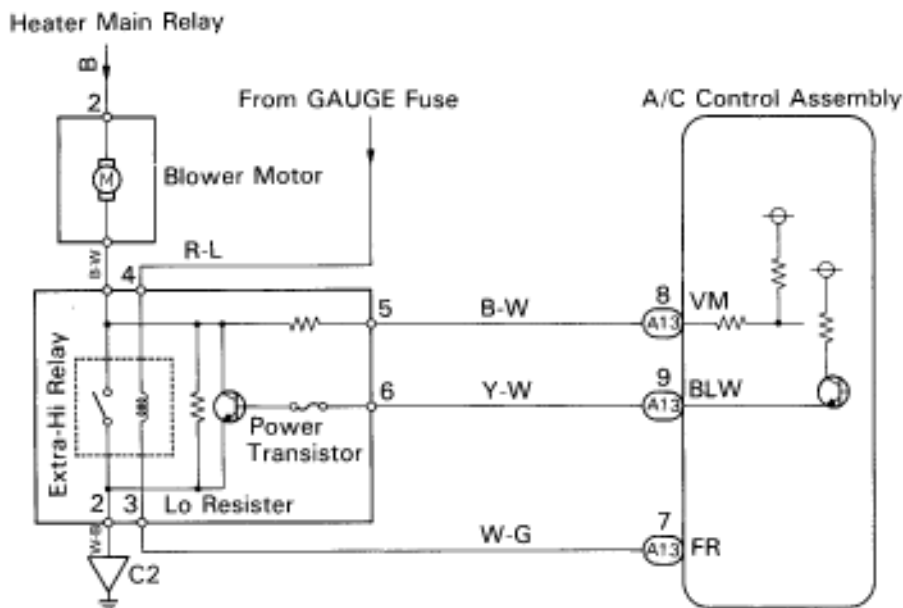 Heater Main Relay
B
2
From GAUGE Fuse
A/C Control Assembly
M
Blower Motor
B-W
4
R-L
5
B-W
8
A13
VM
Extra-Hi Relay
6
Y-W
9
A13
BLW
Power
Transistor
2
3
Lo Resister
W-B
W-G
7
A13
FR
C2